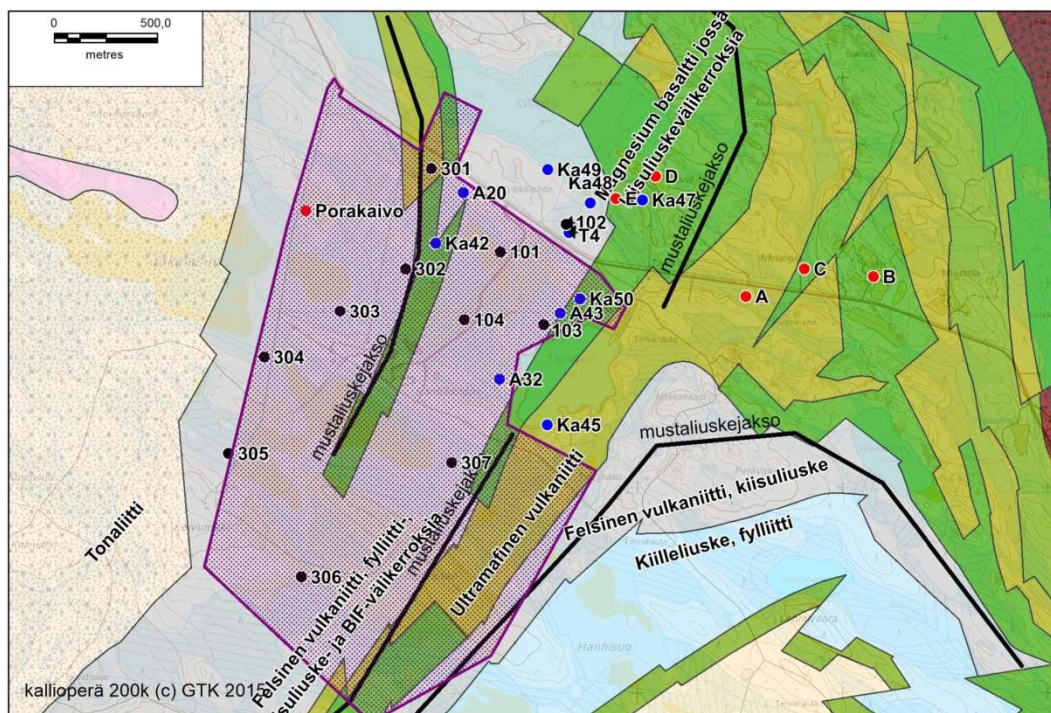 0 500,0
metres
Ka49
Ka48
Magnesium basaltti jossa
kiisuliuskevälikerroksia
D
E
Ka47
301
A20
Porakaivo
102
T4
mustaliuskejakso
Ka42
101
302
C
B
A
Ka50
A43
303
104
103
304
mustaliuskejakso
A32
Ka45
mustaliuskejakso
305
307
Felsinen vulkaniitti, kiisuliuske
Kiilleliuske, fylliitti
Tonaliitti
mustaliuskejakso
Ultramafinen vulkaniitti
306
Felsinen vulkaniitti, fylliitti-,
kiisuliuske- ja BIF-välikerroksia
Hanhisuo
kallioperä 200k (c) GTK 2015